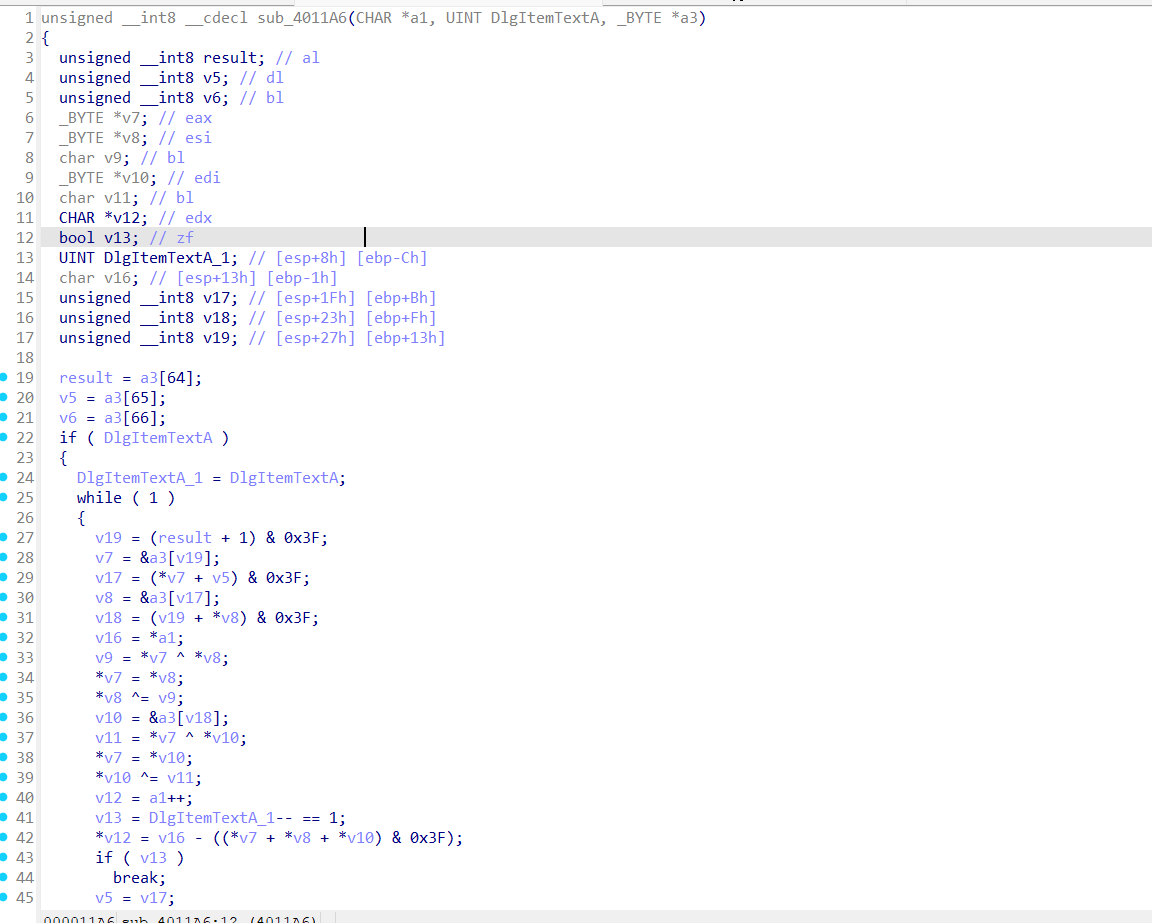 1 unsigned __int8 __cdecl sub_4011A6(CHAR *a1, UINT DlgItemTextA, _BYTE *a3)
2 {
3 unsigned __int8 result; // al
4 unsigned __int8 v5; // dl
5 unsigned __int8 v6; // bl
6 _BYTE *v7; // eax
7 _BYTE *v8; // esi
8 char v9; // bl
9 _BYTE *v10; // edi
10 char v11; // bl
11 CHAR *v12; // edx
12 bool v13; // zf
13 UINT DlgItemTextA_1; // [esp+8h] [ebp-Ch]
14 char v16; // [esp+13h] [ebp-1h]
15 unsigned __int8 v17; // [esp+1Fh] [ebp+Bh]
16 unsigned __int8 v18; // [esp+23h] [ebp+Fh]
17 unsigned __int8 v19; // [esp+27h] [ebp+13h]
18
19 result = a3[64];
20 v5 = a3[65];
21 v6 = a3[66];
22 if ( DlgItemTextA )
23 {
24 DlgItemTextA_1 = DlgItemTextA;
25 while ( 1 )
26 {
27 v19 = (result + 1) & 0x3F;
28 v7 = &a3[v19];
29 v17 = (*v7 + v5) & 0x3F;
30 v8 = &a3[v17];
31 v18 = (v19 + *v8) & 0x3F;
32 v16 = *a1;
33 v9 = *v7 ^ *v8;
34 *v7 = *v8;
35 *v8 ^= v9;
36 v10 = &a3[v18];
37 v11 = *v7 ^ *v10;
38 *v7 = *v10;
39 *v10 ^= v11;
40 v12 = a1++;
41 v13 = DlgItemTextA_1-- == 1;
42 *v12 = v16 - ((*v7 + *v8 + *v10) & 0x3F);
43 if ( v13 )
44 break;
45 v5 = v17;
000011A6 sub_4011A6:12 (4011A6)